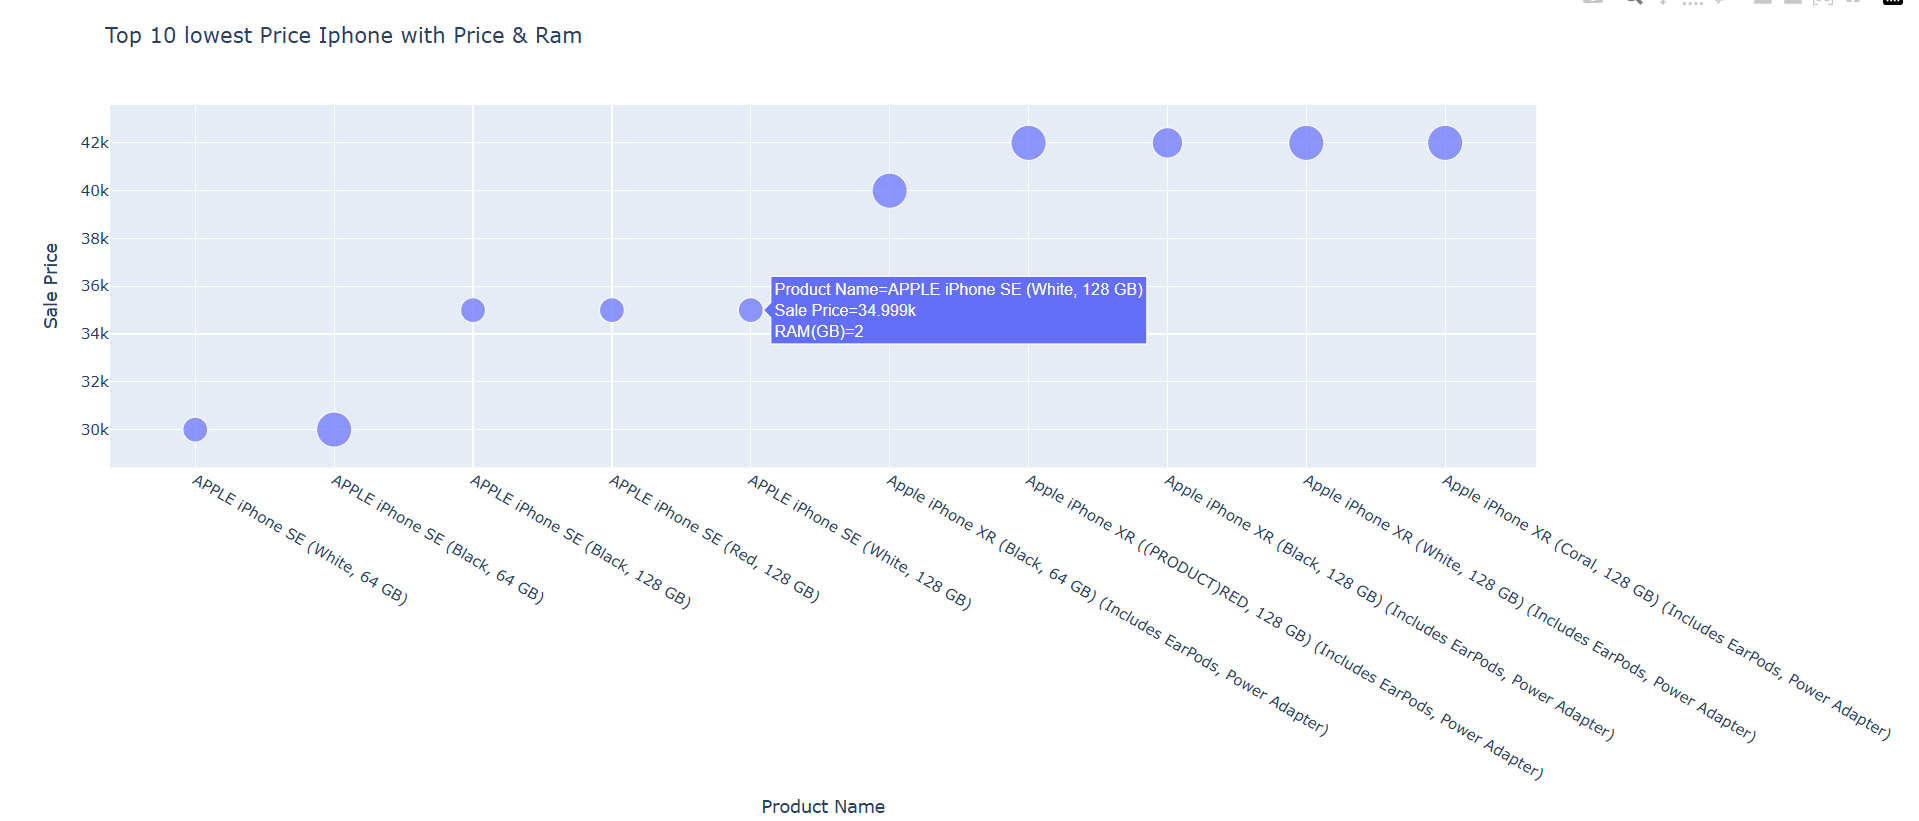 Top 10 lowest Price Iphone with Price & Ram
42k
40k
38k
36k
34k
32k
30k
Sale Price
Product Name=APPLE iPhone SE (White, 128 GB)
Sale Price=34.999k
RAM(GB)=2
APPLE iPhone SE (White, 64 GB)
APPLE iPhone SE (Black, 64 GB)
APPLE iPhone SE (Black, 128 GB)
APPLE iPhone SE (Red, 128 GB)
APPLE iPhone SE (White, 128 GB)
Apple iPhone XR (Black, 64 GB) (Includes EarPods, Power Adapter)
Apple iPhone XR ((PRODUCT)RED, 128 GB) (Includes EarPods, Power Adapter)
Apple iPhone XR (Black, 128 GB) (Includes EarPods, Power Adapter)
Apple iPhone XR (White, 128 GB) (Includes EarPods, Power Adapter)
Apple iPhone XR (Coral, 128 GB) (Includes EarPods, Power Adapter)
Product Name